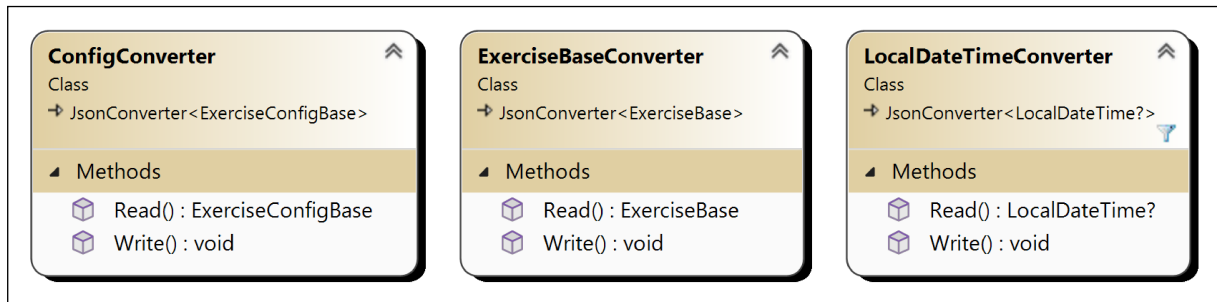 ConfigConverter
Class
JsonConverter<ExerciseConfigBase>
Methods
Read() : ExerciseConfigBase
Write() : void
ExerciseBaseConverter
Class
JsonConverter<ExerciseBase>
Methods
Read() : ExerciseBase
Write() : void
LocalDateTimeConverter
Class
JsonConverter<LocalDateTime?>
Methods
Read() : LocalDateTime?
Write() : void